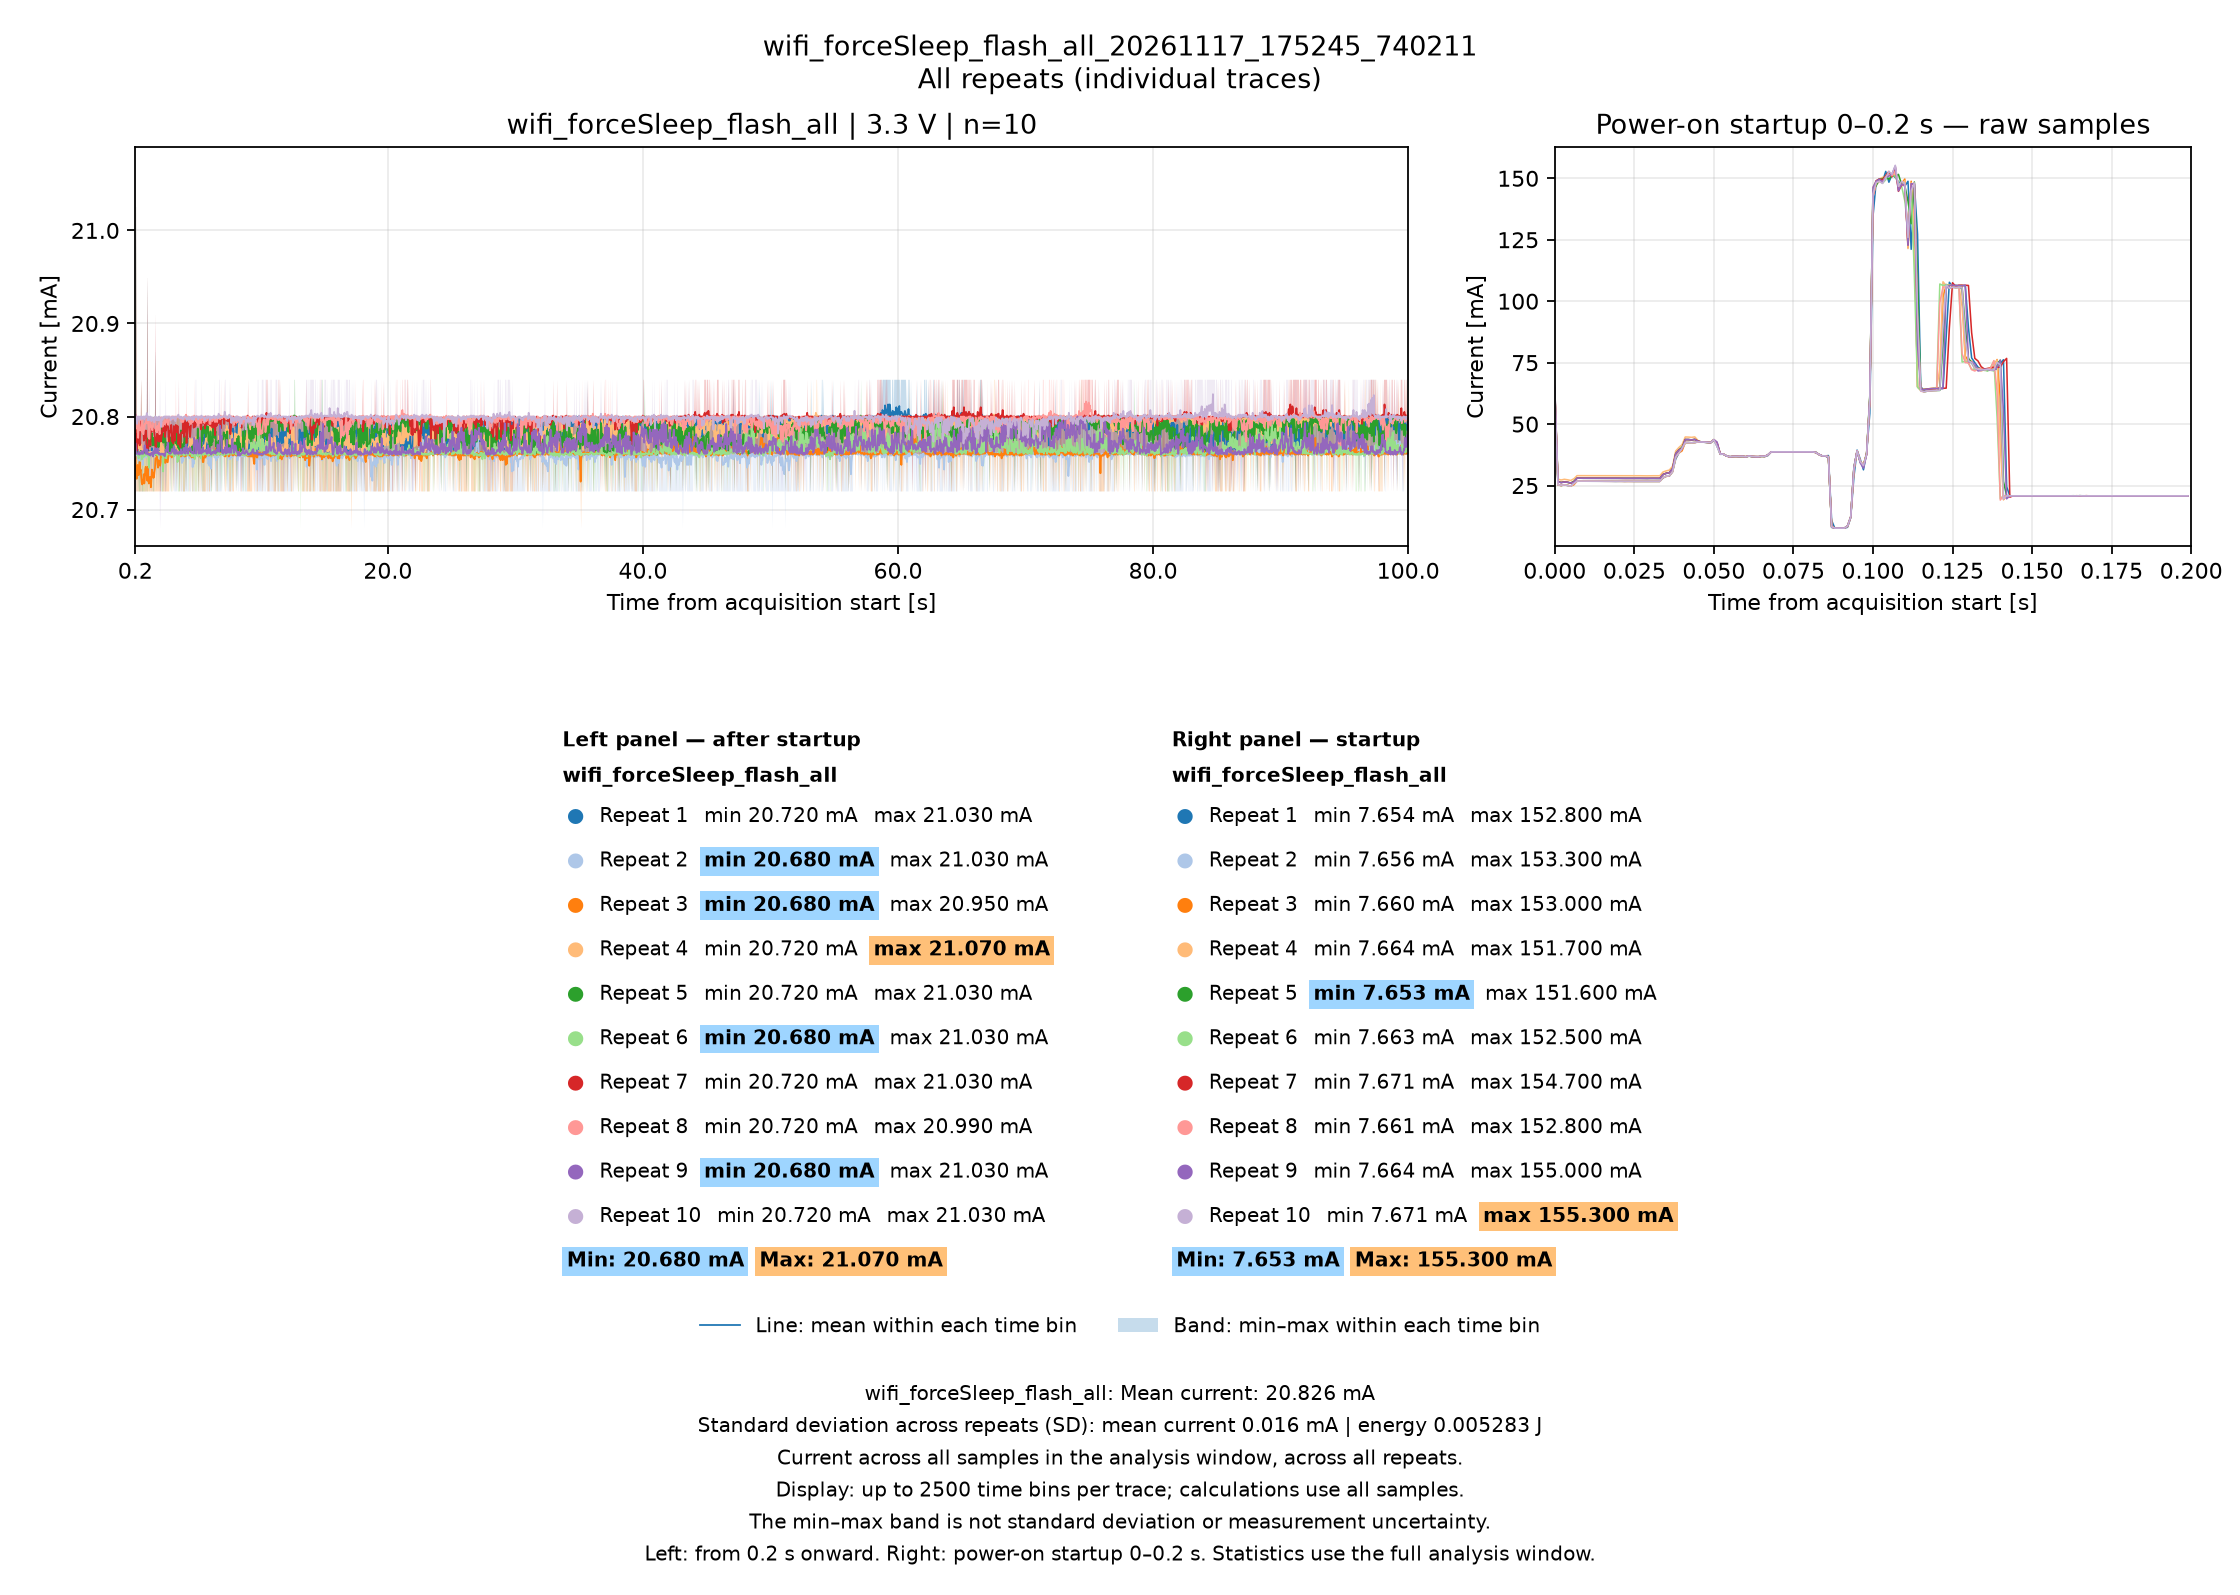 wifi_forceSleep_flash_all_20261117_175245_740211
All repeats (individual traces)
wifi_forceSleep_flash_all | 3.3 V | n=10
Current [mA]
21.0
20.9
20.8
20.7
0.2 20.0 40.0 60.0 80.0 100.0
Time from acquisition start [s]
Power-on startup 0–0.2 s — raw samples
Current [mA]
150
125
100
75
50
25
0.000 0.025 0.050 0.075 0.100 0.125 0.150 0.175 0.200
Time from acquisition start [s]
Left panel — after startup
wifi_forceSleep_flash_all
Repeat 1 min 20.720 mA max 21.030 mA
Repeat 2 min 20.680 mA max 21.030 mA
Repeat 3 min 20.680 mA max 20.950 mA
Repeat 4 min 20.720 mA max 21.070 mA
Repeat 5 min 20.720 mA max 21.030 mA
Repeat 6 min 20.680 mA max 21.030 mA
Repeat 7 min 20.720 mA max 21.030 mA
Repeat 8 min 20.720 mA max 20.990 mA
Repeat 9 min 20.680 mA max 21.030 mA
Repeat 10 min 20.720 mA max 21.030 mA
Min: 20.680 mA Max: 21.070 mA
Right panel — startup
wifi_forceSleep_flash_all
Repeat 1 min 7.654 mA max 152.800 mA
Repeat 2 min 7.656 mA max 153.300 mA
Repeat 3 min 7.660 mA max 153.000 mA
Repeat 4 min 7.664 mA max 151.700 mA
Repeat 5 min 7.653 mA max 151.600 mA
Repeat 6 min 7.663 mA max 152.500 mA
Repeat 7 min 7.671 mA max 154.700 mA
Repeat 8 min 7.661 mA max 152.800 mA
Repeat 9 min 7.664 mA max 155.000 mA
Repeat 10 min 7.671 mA max 155.300 mA
Min: 7.653 mA Max: 155.300 mA
Line: mean within each time bin
Band: min–max within each time bin
wifi_forceSleep_flash_all: Mean current: 20.826 mA
Standard deviation across repeats (SD): mean current 0.016 mA | energy 0.005283 J
Current across all samples in the analysis window, across all repeats.
Display: up to 2500 time bins per trace; calculations use all samples.
The min–max band is not standard deviation or measurement uncertainty.
Left: from 0.2 s onward. Right: power-on startup 0–0.2 s. Statistics use the full analysis window.